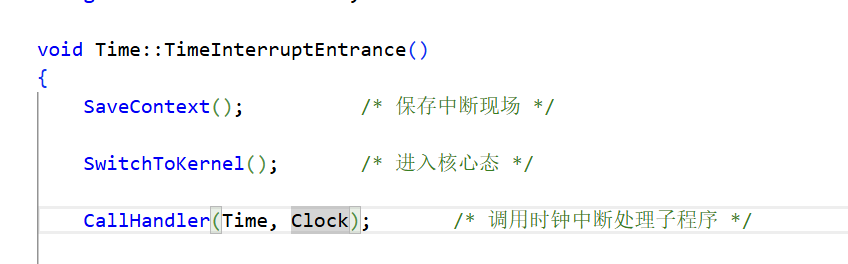 void Time::TimeInterruptEntrance()
{
SaveContext(); /* 保存中断现场 */
SwitchToKernel(); /* 进入核心态 */
CallHandler(Time, Clock); /* 调用时钟中断处理子程序 */